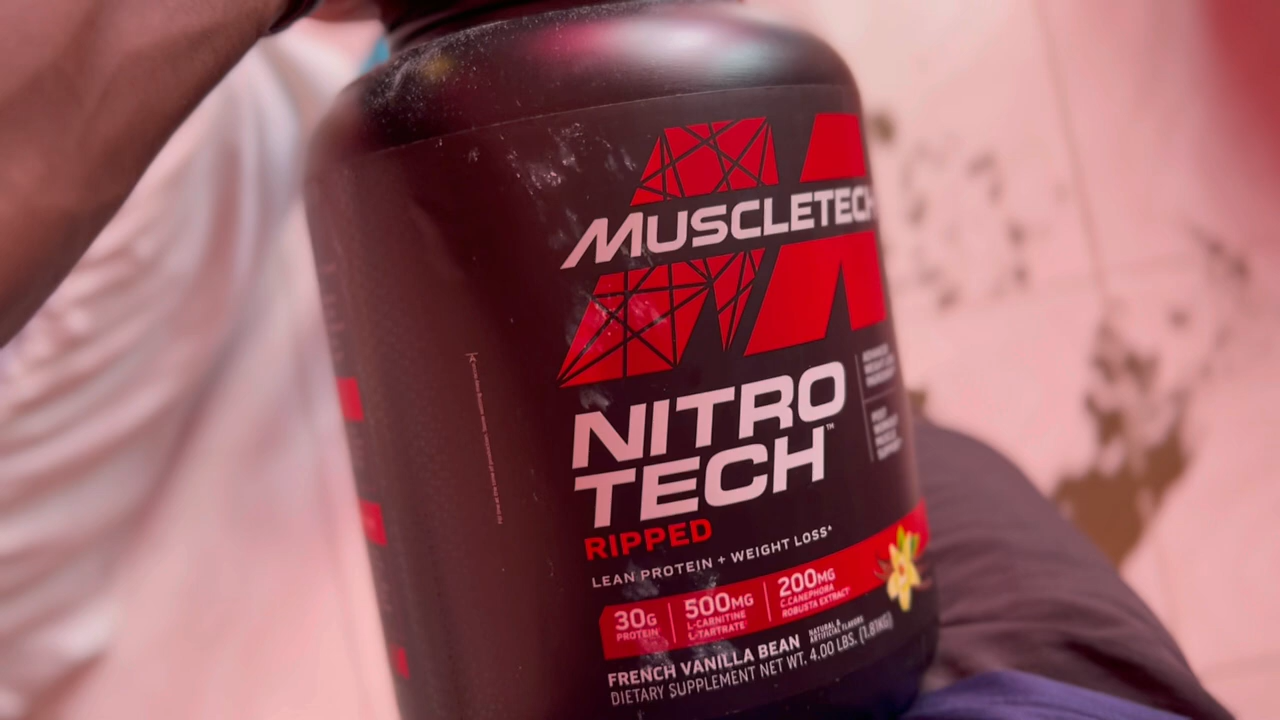 MUSCLETECH
NITRO
TECH™
RIPPED
LEAN PROTEIN + WEIGHT LOSS*
30G
PROTEIN
500MG
L-CARNITINE
L-TARTRATE
200MG
C.CANEPHORA
ROBUSTA EXTRACT
FRENCH VANILLA BEAN
NATURAL &
ARTIFICIAL FLAVORS
DIETARY SUPPLEMENT NET WT. 4.00 LBS. (1.81KG)